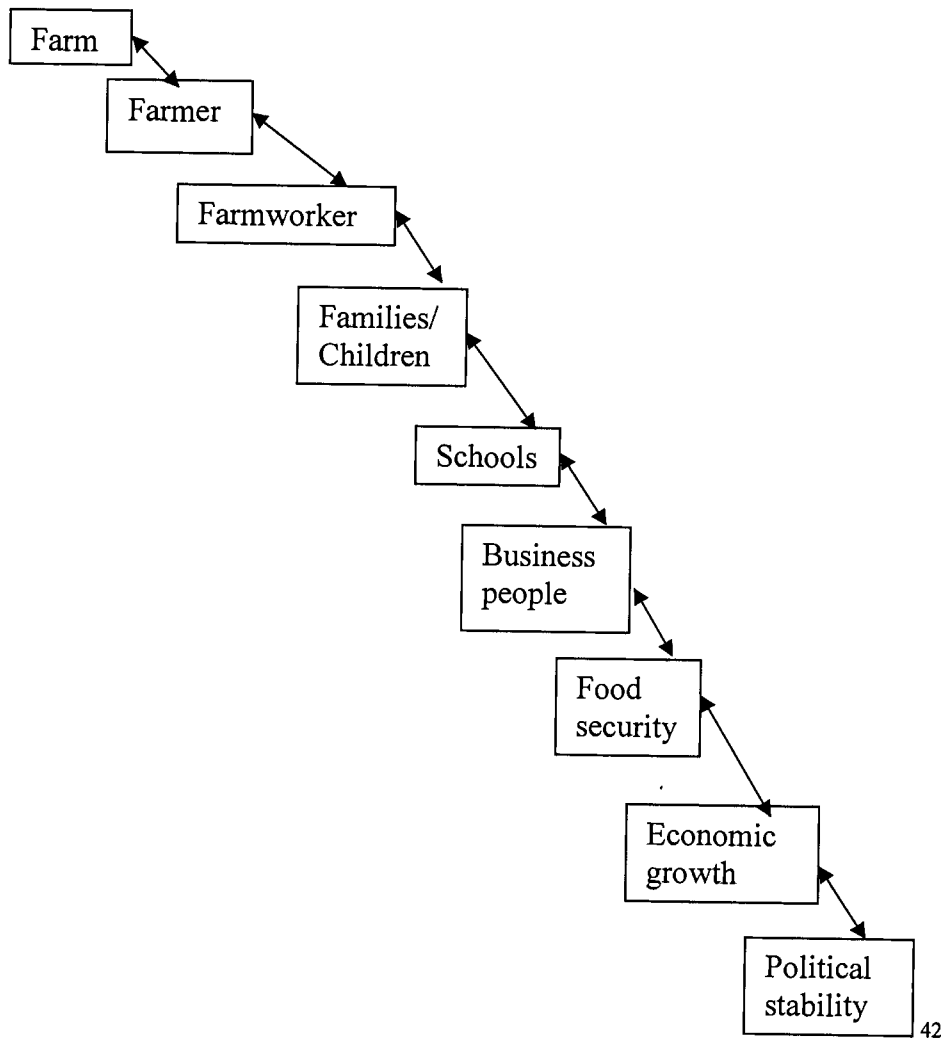 Farm
Farmer
Farmworker
Families/
Children
Schools
Business
people
Food
security
Economic
growth
Political
stability
42